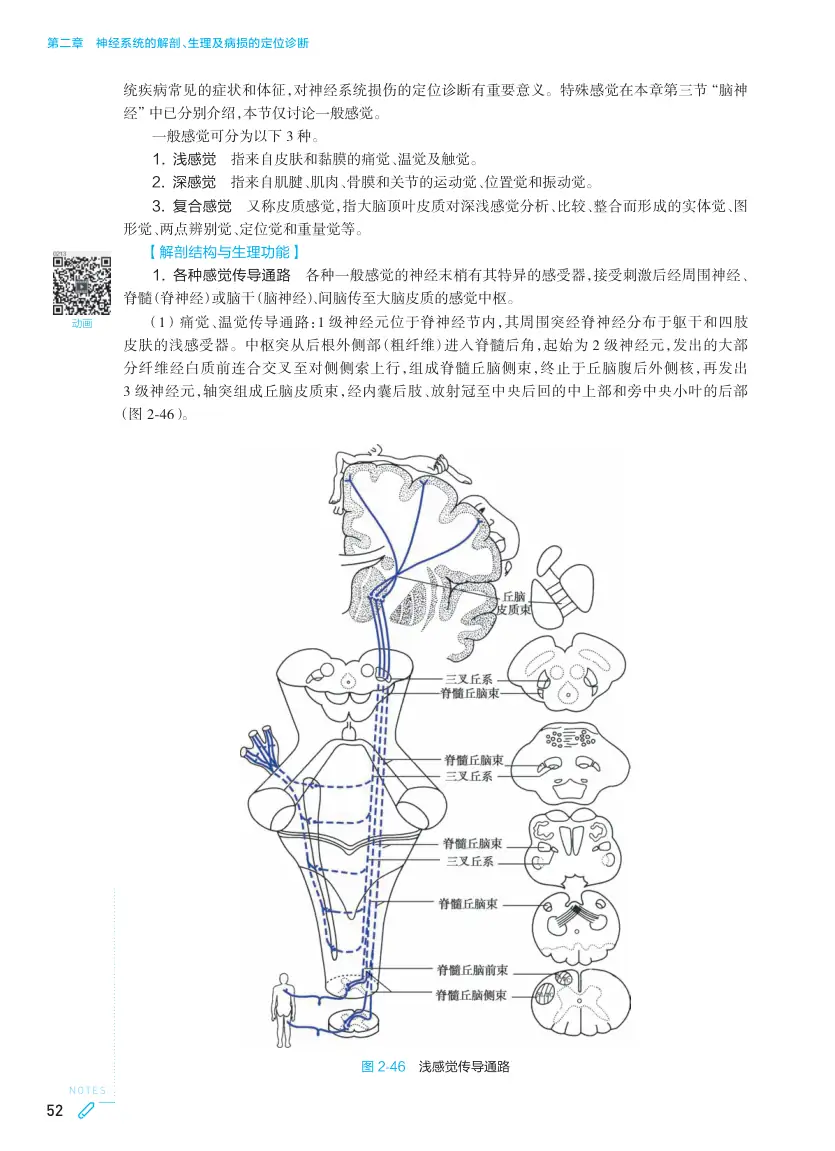 第二章 神经系统的解剖、生理及病损的定位诊断
统疾病常见的症状和体征,对神经系统损伤的定位诊断有重要意义。特殊感觉在本章第三节“脑神
经”中已分别介绍,本节仅讨论一般感觉。
一般感觉可分为以下 3 种。
1. 浅感觉 指来自皮肤和黏膜的痛觉、温觉及触觉。
2. 深感觉 指来自肌腱、肌肉、骨膜和关节的运动觉、位置觉和振动觉。
3. 复合感觉 又称皮质感觉,指大脑顶叶皮质对深浅感觉分析、比较、整合而形成的实体觉、图
形觉、两点辨别觉、定位觉和重量觉等。
【解剖结构与生理功能】
0213
动画
1. 各种感觉传导通路 各种一般感觉的神经末梢有其特异的感受器,接受刺激后经周围神经、
脊髓(脊神经)或脑干(脑神经)、间脑传至大脑皮质的感觉中枢。
(1)痛觉、温觉传导通路:1 级神经元位于脊神经节内,其周围突经脊神经分布于躯干和四肢
皮肤的浅感受器。中枢突从后根外侧部(粗纤维)进入脊髓后角,起始为 2 级神经元,发出的大部
分纤维经白质前连合交叉至对侧侧索上行,组成脊髓丘脑侧束,终止于丘脑腹后外侧核,再发出
3 级神经元,轴突组成丘脑皮质束,经内囊后肢、放射冠至中央后回的中上部和旁中央小叶的后部
(图 2-46)。
丘脑
皮质束
三叉丘系
脊髓丘脑束
脊髓丘脑束
三叉丘系
脊髓丘脑束
三叉丘系
脊髓丘脑束
脊髓丘脑前束
脊髓丘脑侧束
图 2-46 浅感觉传导通路
NOTES
52